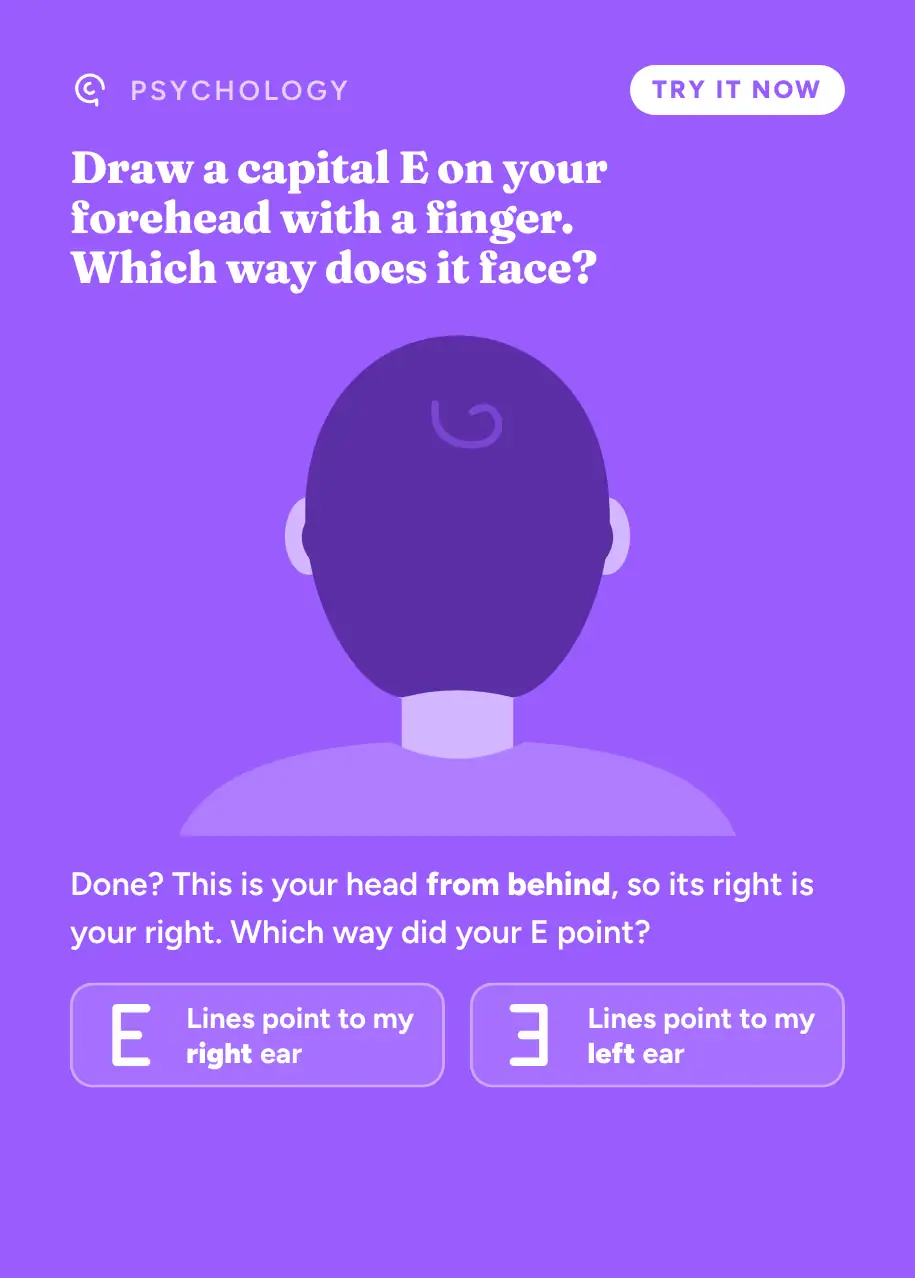 PSYCHOLOGY
TRY IT NOW
Draw a capital E on your
forehead with a finger.
Which way does it face?
Done? This is your head from behind, so its right is
your right. Which way did your E point?
E
Lines point to my
right ear
Ǝ
Lines point to my
left ear